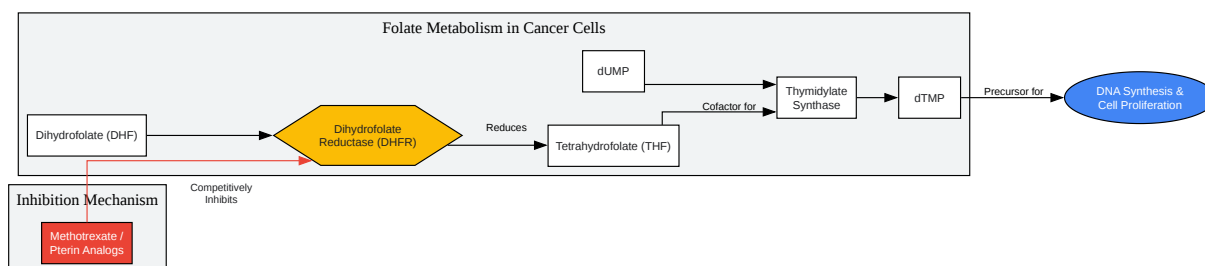 Folate Metabolism in Cancer Cells
dUMP
Thymidylate
Synthase
dTMP
Precursor for
DNA Synthesis &
Cell Proliferation
Cofactor for
Dihydrofolate (DHF)
Dihydrofolate
Reductase (DHFR)
Reduces
Tetrahydrofolate (THF)
Competitively
Inhibits
Inhibition Mechanism
Methotrexate /
Pterin Analogs